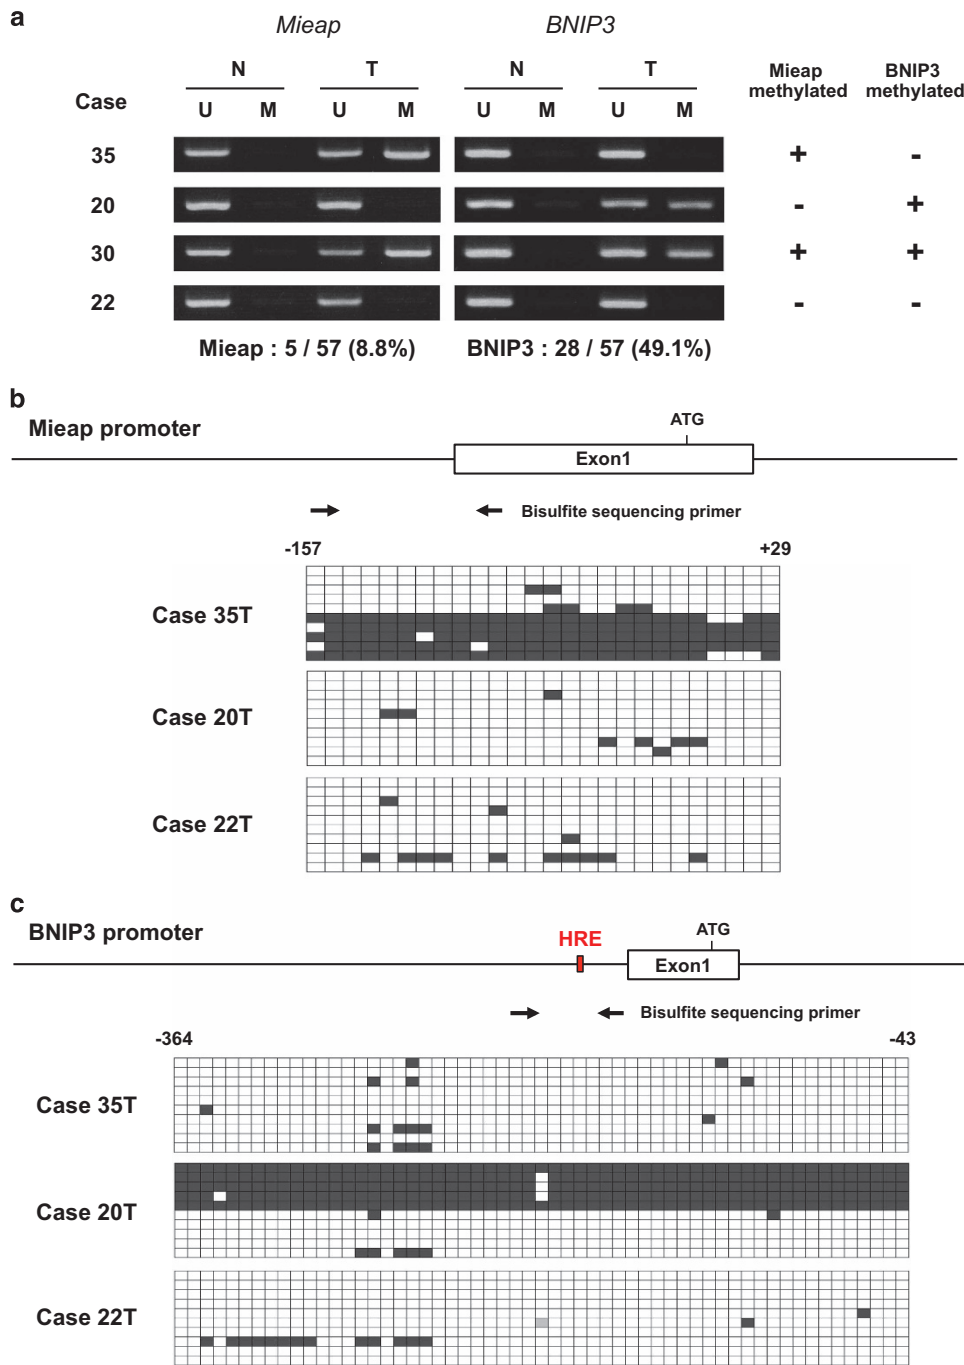 a
Mieap BNIP3
N T N T Mieap methylated BNIP3 methylated
Case U M U M U M U M
35 + -
20 - +
30 + +
22 - -
Mieap : 5 / 57 (8.8%) BNIP3 : 28 / 57 (49.1%)
b
Mieap promoter
ATG
Exon1
Bisulfite sequencing primer
-157 +29
Case 35T
Case 20T
Case 22T
c
BNIP3 promoter
HRE ATG
Exon1
Bisulfite sequencing primer
-364 -43
Case 35T
Case 20T
Case 22T